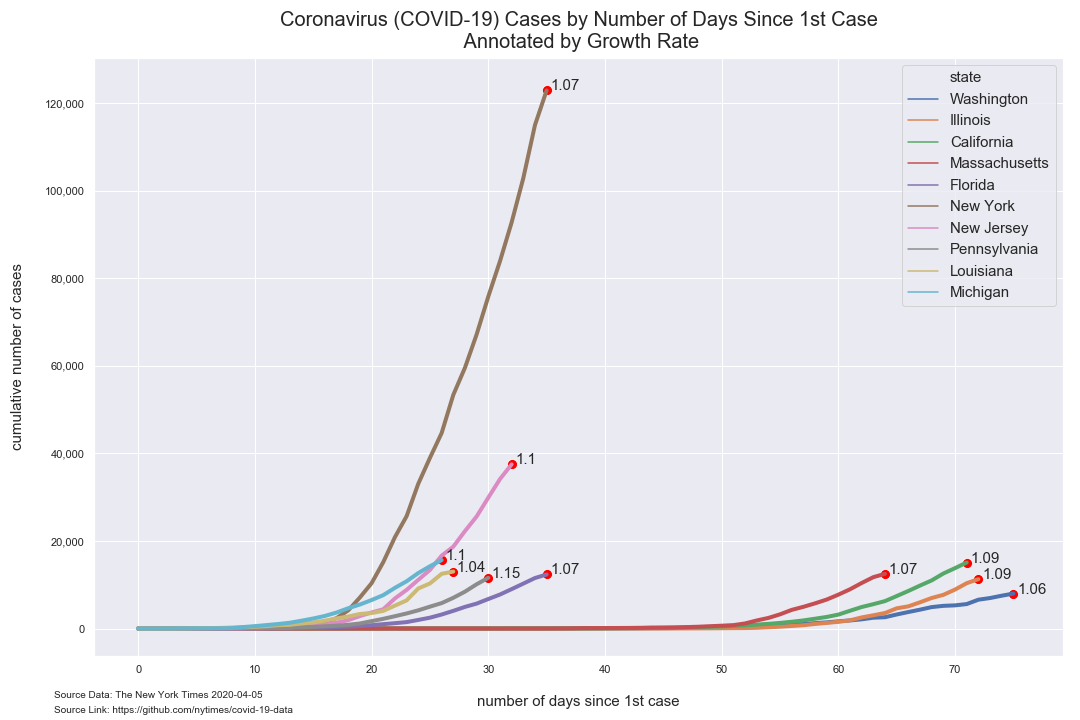 Coronavirus (COVID-19) Cases by Number of Days Since 1st Case
Annotated by Growth Rate
state
Washington
Illinois
California
Massachusetts
Florida
New York
New Jersey
Pennsylvania
Louisiana
Michigan
cumulative number of cases
120,000
100,000
80,000
60,000
40,000
20,000
0
1.07
1.1
1.1
1.04
1.15
1.07
1.07
1.09
1.09
1.06
0 10 20 30 40 50 60 70
number of days since 1st case
Source Data: The New York Times 2020-04-05
Source Link: https://github.com/nytimes/covid-19-data